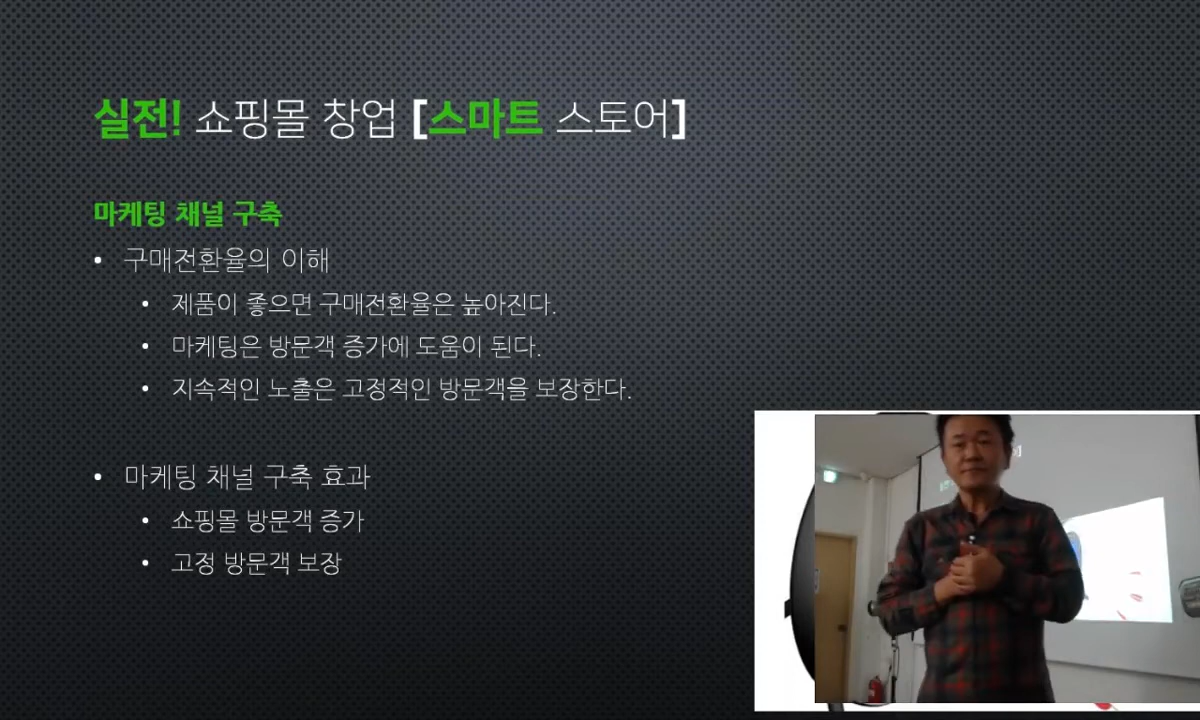 실전! 쇼핑몰 창업 [스마트 스토어]
마케팅 채널 구축
• 구매전환율의 이해
• 제품이 좋으면 구매전환율은 높아진다.
• 마케팅은 방문객 증가에 도움이 된다.
• 지속적인 노출은 고정적인 방문객을 보장한다.
• 마케팅 채널 구축 효과
• 쇼핑몰 방문객 증가
• 고정 방문객 보장